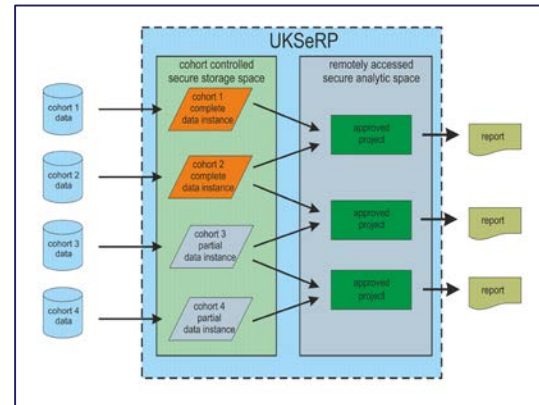 UKSeRP
cohort controlled
secure storage space
remotely accessed
secure analytic space
cohort 1
data
cohort 1
complete
data instance
approved
project
report
cohort 2
data
cohort 2
complete
data instance
cohort 3
data
cohort 3
partial
data instance
approved
project
report
cohort 4
data
cohort 4
partial
data instance
approved
project
report